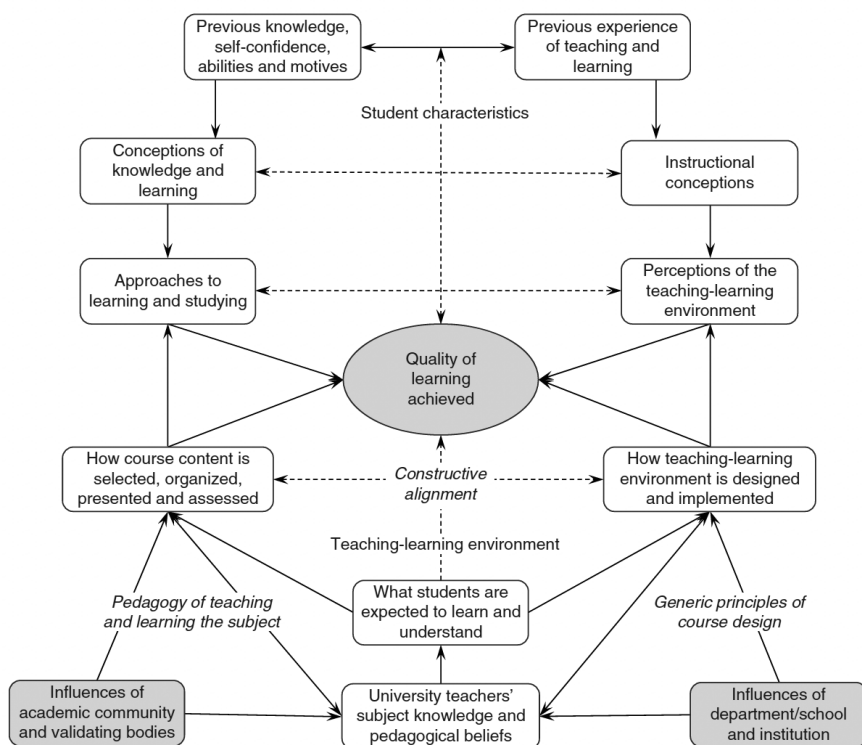 Previous knowledge,
self-confidence,
abilities and motives
Previous experience
of teaching and
learning
Student characteristics
Conceptions of
knowledge and
learning
Instructional
conceptions
Approaches to
learning and studying
Perceptions of the
teaching-learning
environment
Quality of
learning
achieved
How course content is
selected, organized,
presented and assessed
Constructive
alignment
How teaching-learning
environment is designed
and implemented
Teaching-learning environment
Pedagogy of teaching
and learning the subject
What students are
expected to learn and
understand
Generic principles of
course design
Influences of
academic community
and validating bodies
University teachers'
subject knowledge and
pedagogical beliefs
Influences of
department/school
and institution